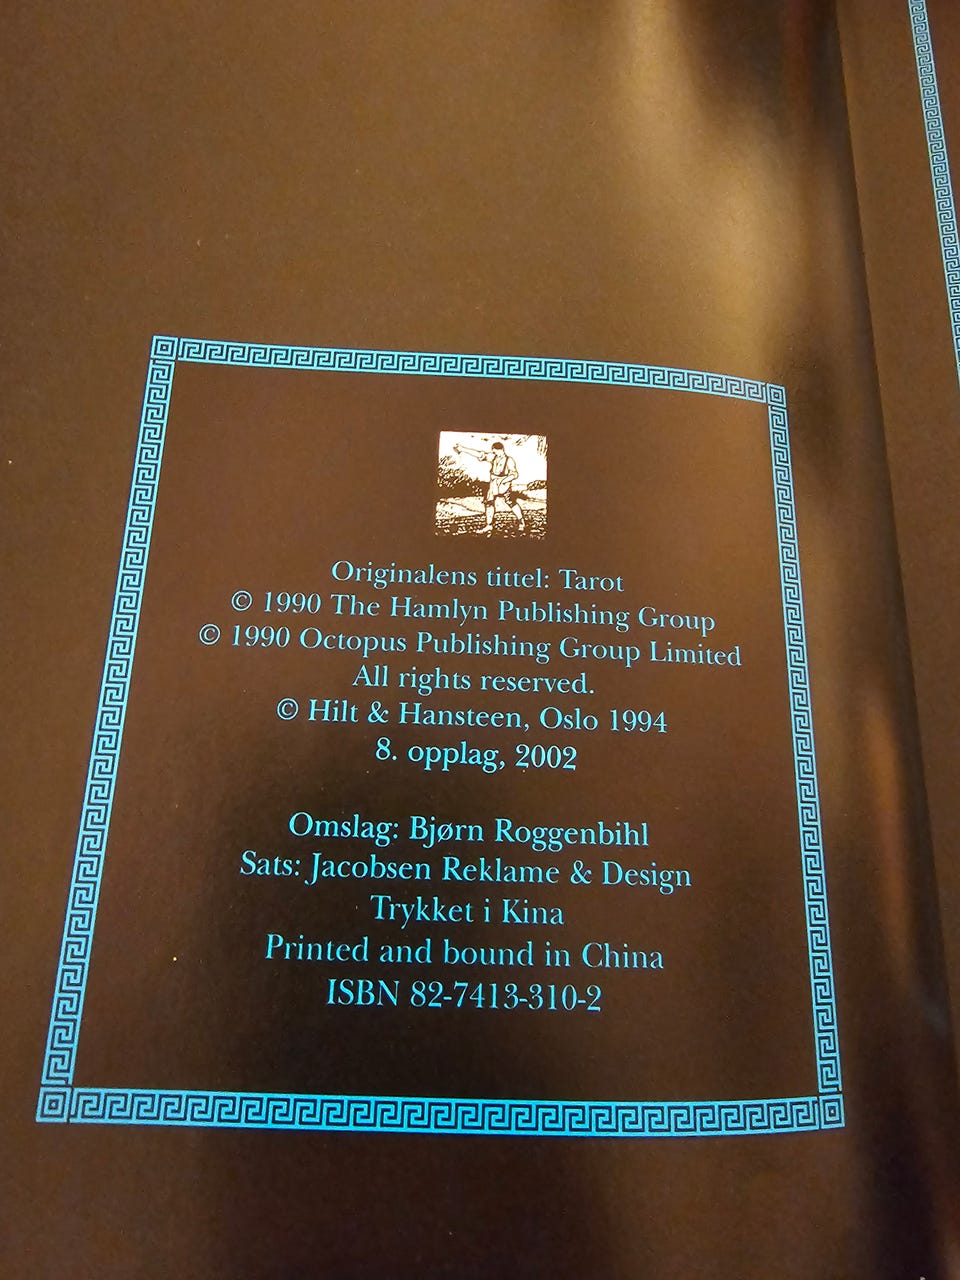 Originalens tittel: Tarot
© 1990 The Hamlyn Publishing Group
© 1990 Octopus Publishing Group Limited
All rights reserved.
© Hilt & Hansteen, Oslo 1994
8. opplag, 2002
Omslag: Bjørn Roggenbihl
Sats: Jacobsen Reklame & Design
Trykket i Kina
Printed and bound in China
ISBN 82-7413-310-2